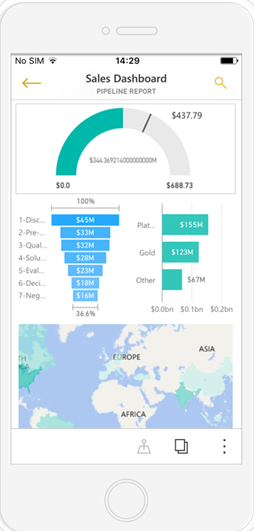 No SIM 14:29
Sales Dashboard
PIPELINE REPORT
$437.79
$344.369214000000000M
$0.0 $688.73
100%
1-Disc... $45M
2-Pre-... $33M
3-Qual... $32M
4-Solu... $28M
5-Eval... $23M
6-Deci... $18M
7-Neg... $16M
36.6%
Plat... $155M
Gold $123M
Other $67M
$0.0bn $0.1bn $0.2bn
EUROPE
ASIA
AFRICA